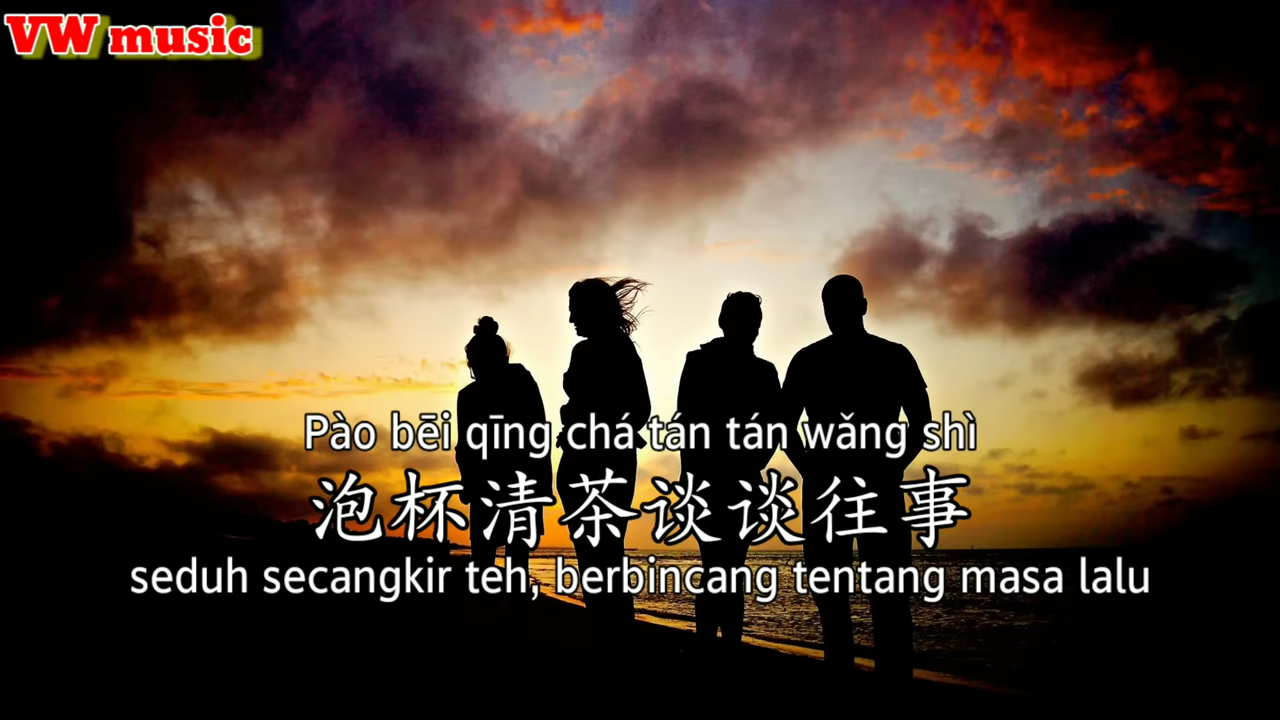 VW music
Pào bēi qīng chá tán tán wǎng shì
泡杯清茶谈谈往事
seduh secangkir teh, berbincang tentang masa lalu